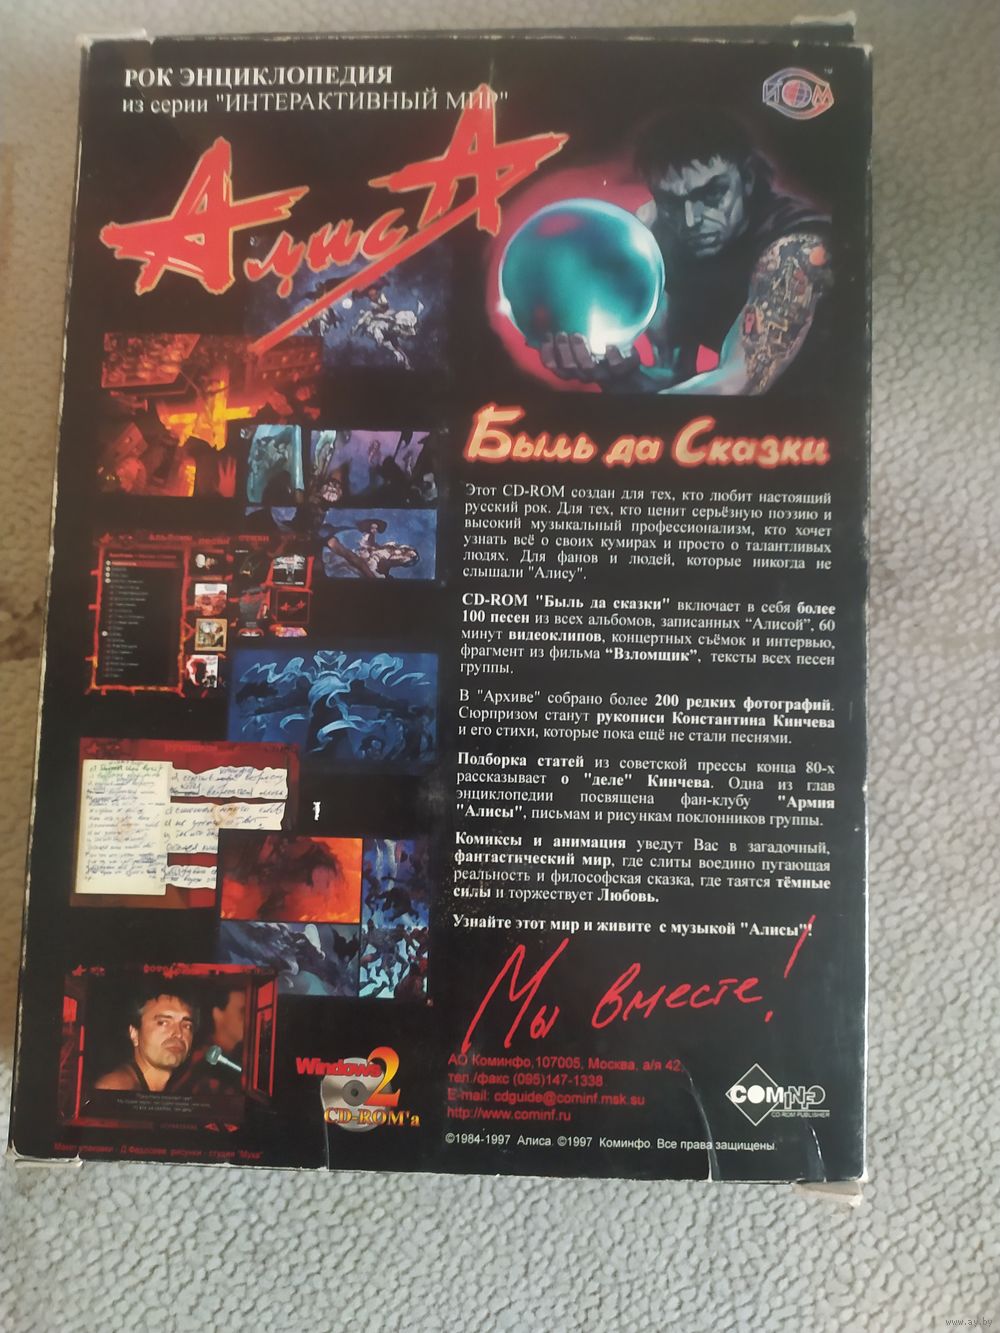 РОК ЭНЦИКЛОПЕДИЯ
из серии "ИНТЕРАКТИВНЫЙ МИР"
АлисА
Быль да Сказки
Этот CD-ROM создан для тех, кто любит настоящий
русский рок. Для тех, кто ценит серьёзную поэзию и
высокий музыкальный профессионализм, кто хочет
узнать всё о своих кумирах и просто о талантливых
людях. Для фанов и людей, которые никогда не
слышали "Алису".
CD-ROM "Быль да сказки" включает в себя более
100 песен из всех альбомов, записанных "Алисой", 60
минут видеоклипов, концертных съёмок и интервью,
фрагмент из фильма "Взломщик", тексты всех песен
группы.
В "Архиве" собрано более 200 редких фотографий.
Сюрпризом станут рукописи Константина Кинчева
и его стихи, которые пока ещё не стали песнями.
Подборка статей из советской прессы конца 80-х
рассказывает о "деле" Кинчева. Одна из глав
энциклопедии посвящена фан-клубу "Армия
"Алисы", письмам и рисункам поклонников группы.
Комиксы и анимация уведут Вас в загадочный,
фантастический мир, где слиты воедино пугающая
реальность и философская сказка, где таятся тёмные
силы и торжествует Любовь.
Узнайте этот мир и живите с музыкой "Алисы"!
Мы вместе!
Windows 2
CD-ROM'а
АО Коминфо,107005, Москва, а/я 42
тел./факс (095)147-1338
E-mail: cdguide@cominf.msk.su
http://www.cominf.ru
COMINFO
CD-ROM PUBLISHER
©1984-1997 Алиса. ©1997 Коминфо. Все права защищены.
www.ay.by